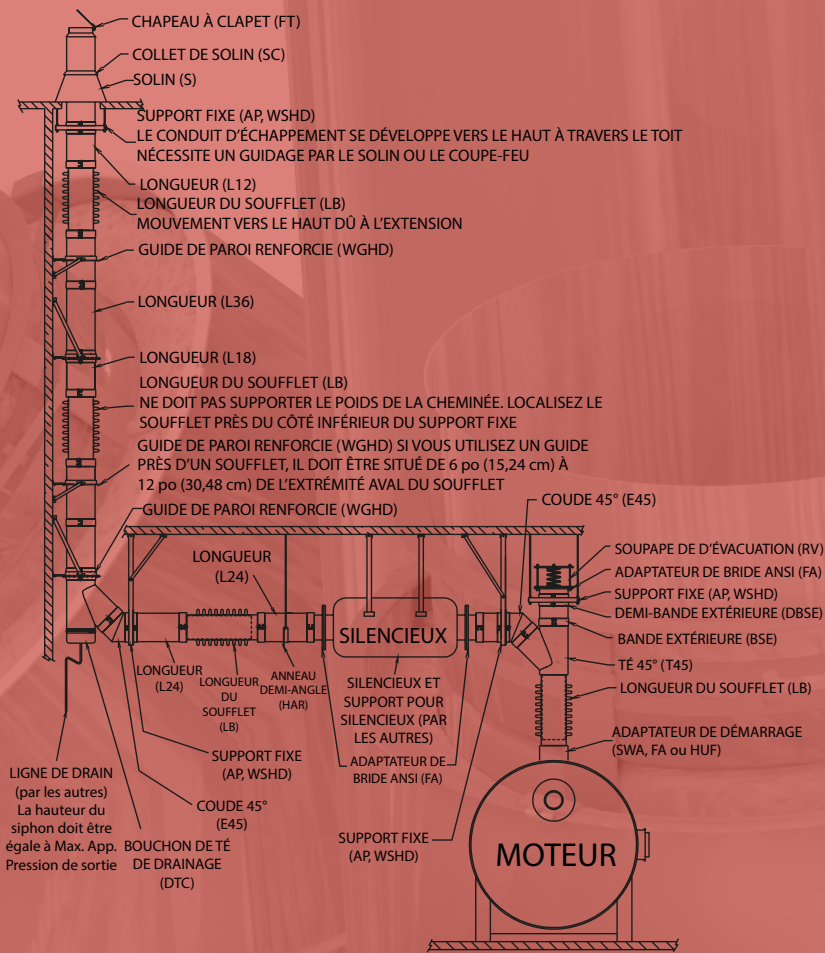 CHAPEAU À CLAPET (FT)
COLLET DE SOLIN (SC)
SOLIN (S)
SUPPORT FIXE (AP, WSHD)
LE CONDUIT D'ÉCHAPPEMENT SE DÉVELOPPE VERS LE HAUT À TRAVERS LE TOIT
NÉCESSITE UN GUIDAGE PAR LE SOLIN OU LE COUPE-FEU
LONGUEUR (L12)
LONGUEUR DU SOUFFLET (LB)
MOUVEMENT VERS LE HAUT DÛ À L'EXTENSION
GUIDE DE PAROI RENFORCIE (WGHD)
LONGUEUR (L36)
LONGUEUR (L18)
LONGUEUR DU SOUFFLET (LB)
NE DOIT PAS SUPPORTER LE POIDS DE LA CHEMINÉE. LOCALISEZ LE
SOUFFLET PRÈS DU CÔTÉ INFÉRIEUR DU SUPPORT FIXE
GUIDE DE PAROI RENFORCIE (WGHD) SI VOUS UTILISEZ UN GUIDE
PRÈS D'UN SOUFFLET, IL DOIT ÊTRE SITUÉ DE 6 po (15,24 cm) À
12 po (30,48 cm) DE L'EXTRÉMITÉ AVAL DU SOUFFLET
GUIDE DE PAROI RENFORCIE (WGHD)
COUDE 45° (E45)
LONGUEUR
(L24)
SOUPAPE DE D'ÉVACUATION (RV)
ADAPTATEUR DE BRIDE ANSI (FA)
SUPPORT FIXE (AP, WSHD)
DEMI-BANDE EXTÉRIEURE (DBSE)
BANDE EXTÉRIEURE (BSE)
TÉ 45° (T45)
LONGUEUR DU SOUFFLET (LB)
ADAPTATEUR DE DÉMARRAGE
(SWA, FA ou HUF)
SILENCIEUX
LONGUEUR
(L24)
LONGUEUR
DU
SOUFFLET
(LB)
ANNEAU
DEMI-ANGLE
(HAR)
SILENCIEUX ET
SUPPORT POUR
SILENCIEUX (PAR
LES AUTRES)
ADAPTATEUR DE
BRIDE ANSI (FA)
SUPPORT FIXE
(AP, WSHD)
COUDE 45°
(E45)
SUPPORT FIXE
(AP, WSHD)
LIGNE DE DRAIN
(par les autres)
La hauteur du
siphon doit être
égale à Max. App.
Pression de sortie
BOUCHON DE TÉ
DE DRAINAGE
(DTC)
MOTEUR